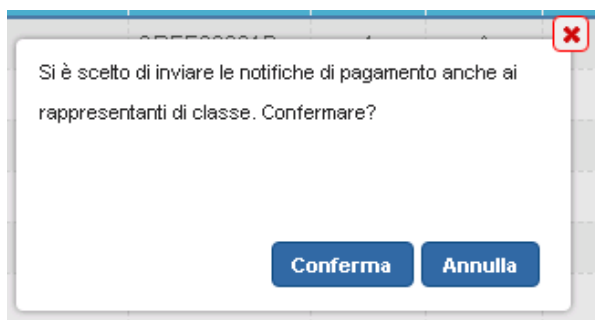 Si è scelto di inviare le notifiche di pagamento anche ai
rappresentanti di classe. Confermare?
Conferma Annulla